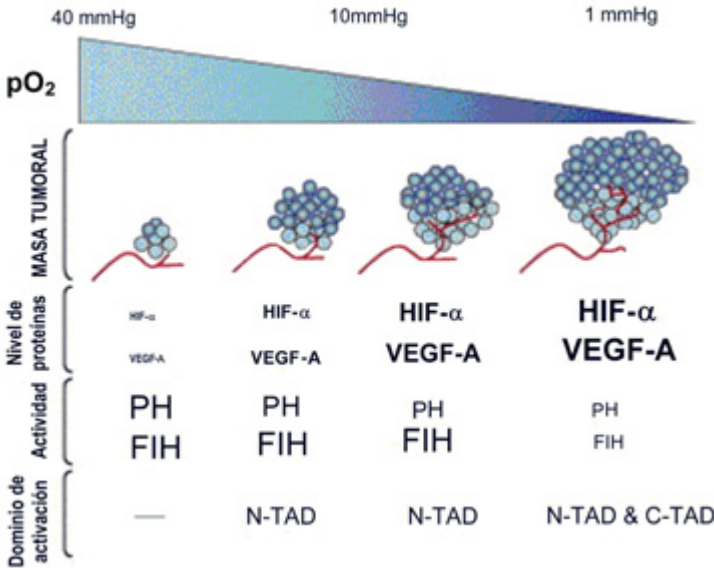 40 mmHg 10mmHg 1 mmHg
pO₂
MASA TUMORAL
Nivel de
proteínas
HIF-α HIF-α HIF-α HIF-α
VEGF-A VEGF-A VEGF-A VEGF-A
Actividad
PH PH PH PH
FIH FIH FIH FIH
Dominio de
activación
— N-TAD N-TAD N-TAD & C-TAD